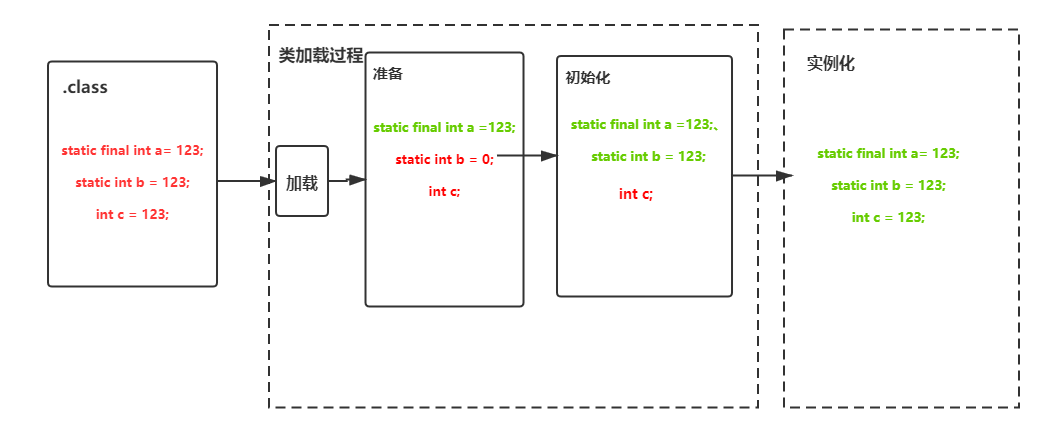 .class
static final int a= 123;
static int b = 123;
int c = 123;
类加载过程
加载
准备
static final int a =123;
static int b = 0;
int c;
初始化
static final int a =123;、
static int b = 123;
int c;
实例化
static final int a= 123;
static int b = 123;
int c = 123;